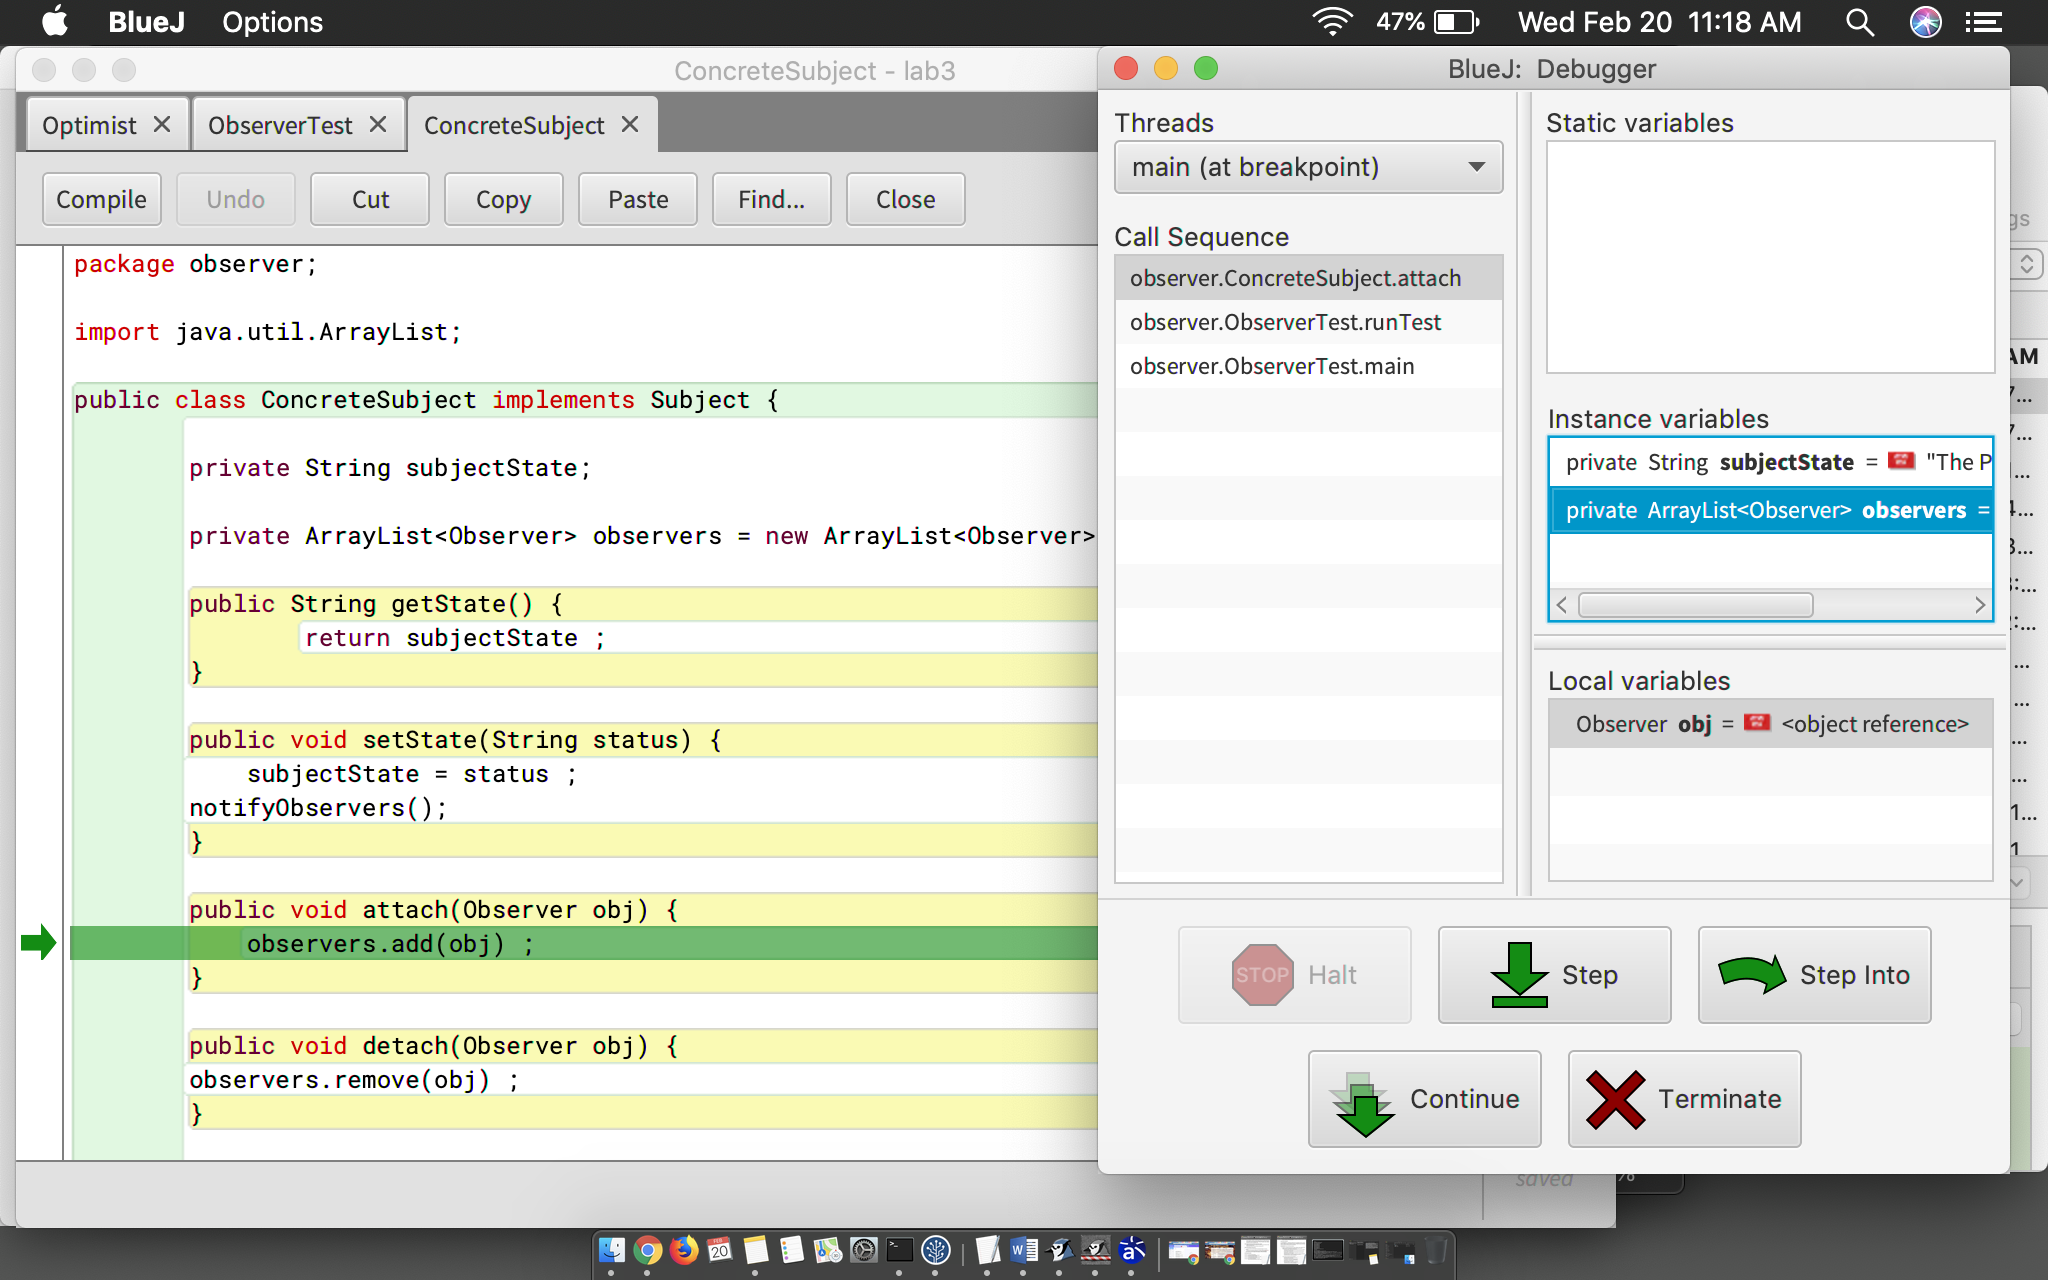 BlueJ Options 47% Wed Feb 20 11:18 AM
ConcreteSubject - lab3
Optimist ObserverTest ConcreteSubject
Compile Undo Cut Copy Paste Find... Close
package observer;
import java.util.ArrayList;
public class ConcreteSubject implements Subject {
private String subjectState;
private ArrayList<Observer> observers = new ArrayList<Observer>
public String getState() {
return subjectState ;
}
public void setState(String status) {
subjectState = status ;
notifyObservers();
}
public void attach(Observer obj) {
observers.add(obj) ;
}
public void detach(Observer obj) {
observers.remove(obj) ;
}
saved
BlueJ: Debugger
Threads
main (at breakpoint)
Call Sequence
observer.ConcreteSubject.attach
observer.ObserverTest.runTest
observer.ObserverTest.main
Static variables
Instance variables
private String subjectState = "The P
private ArrayList<Observer> observers =
Local variables
Observer obj = <object reference>
STOP Halt Step Step Into
Continue Terminate
AM
FEB
20